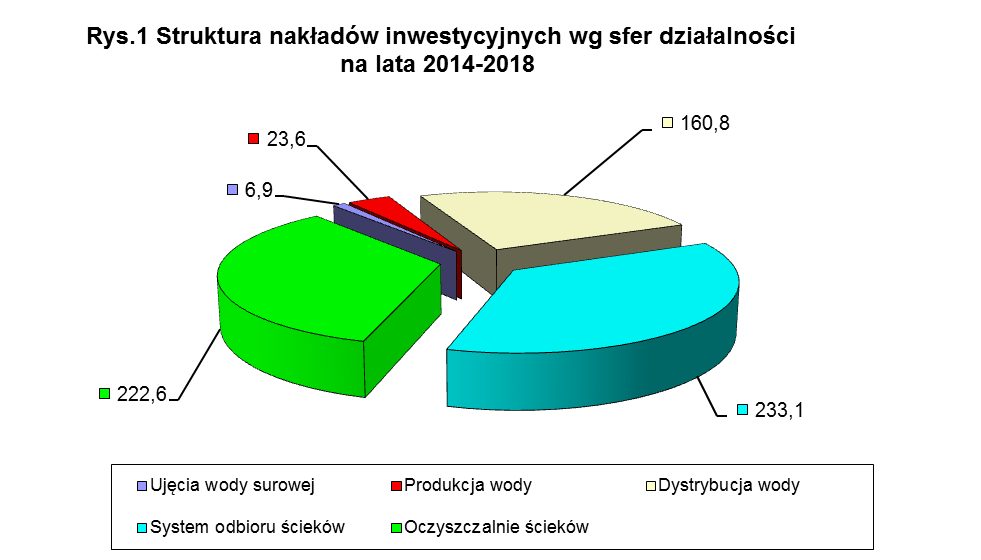 Rys.1 Struktura nakładów inwestycyjnych wg sfer działalności
na lata 2014-2018
160,8
23,6
6,9
222,6
233,1
Ujęcia wody surowej
Produkcja wody
Dystrybucja wody
System odbioru ścieków
Oczyszczalnie ścieków